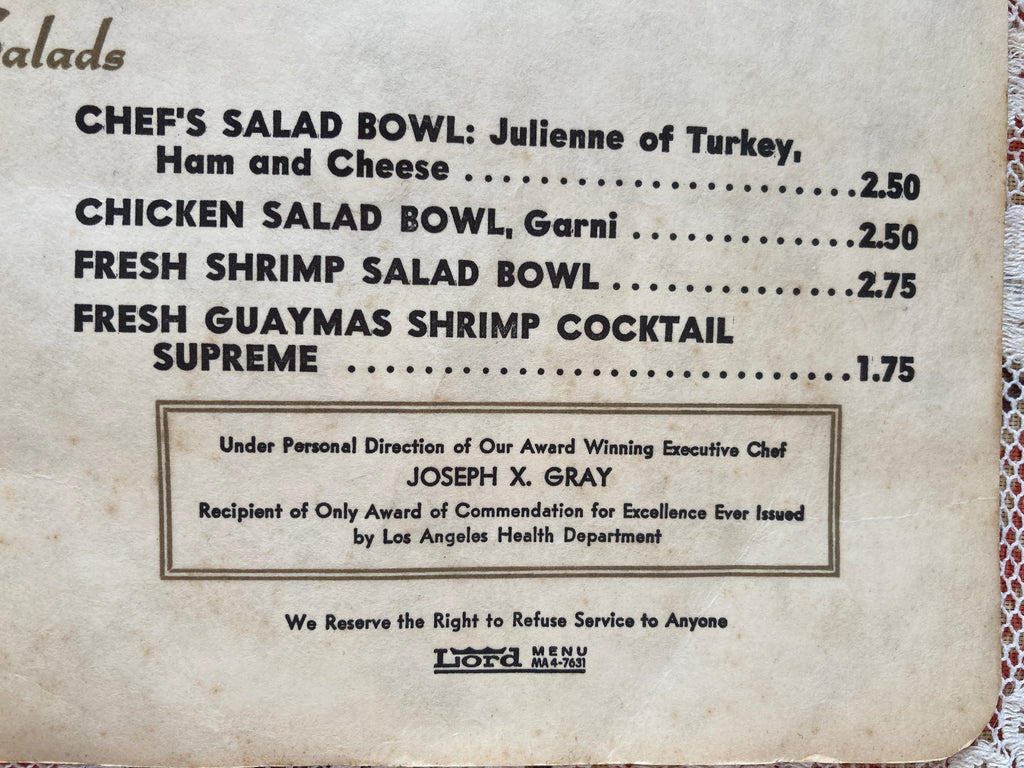 Salads
CHEF'S SALAD BOWL: Julienne of Turkey,
Ham and Cheese ..........................2.50
CHICKEN SALAD BOWL, Garni .............2.50
FRESH SHRIMP SALAD BOWL ..............2.75
FRESH GUAYMAS SHRIMP COCKTAIL
SUPREME ..............................1.75
Under Personal Direction of Our Award Winning Executive Chef
JOSEPH X. GRAY
Recipient of Only Award of Commendation for Excellence Ever Issued
by Los Angeles Health Department
We Reserve the Right to Refuse Service to Anyone
Lord MENU
MA 4-7631